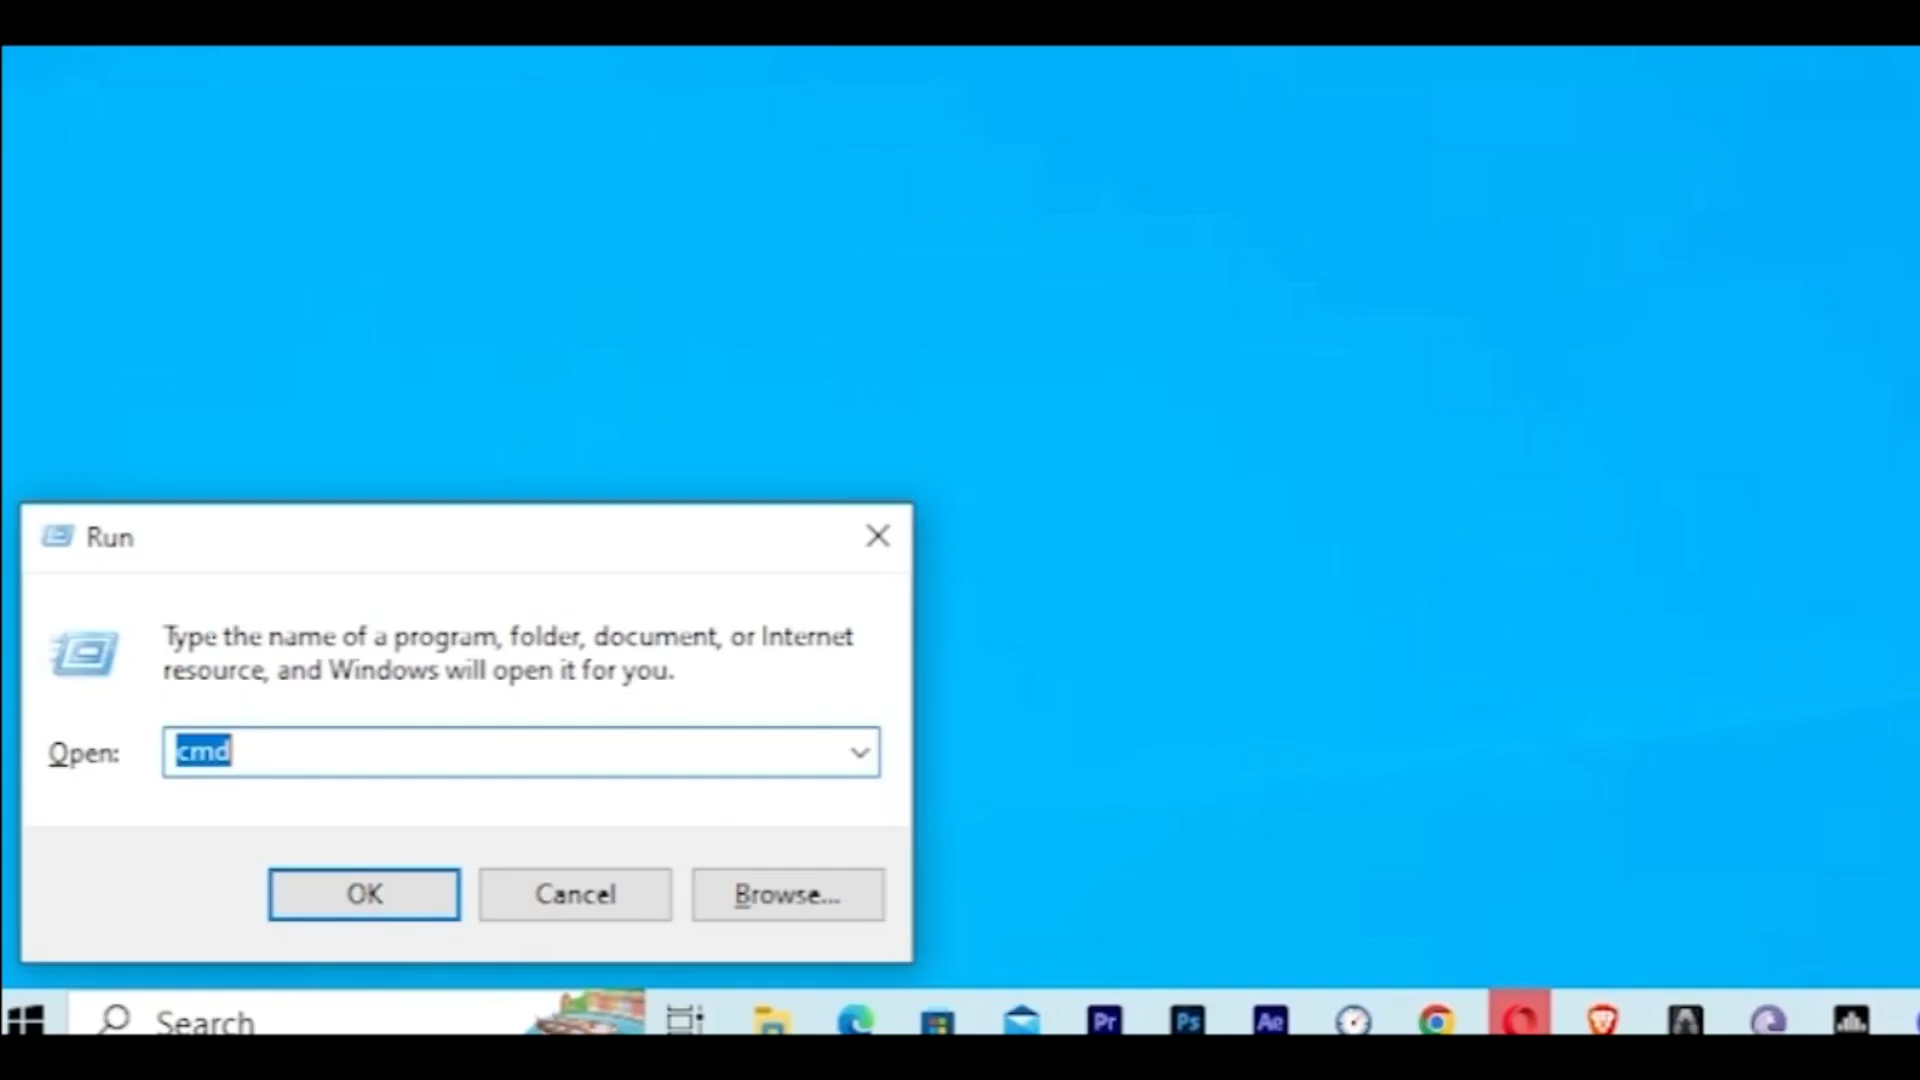 Run
Type the name of a program, folder, document, or Internet
resource, and Windows will open it for you.
Open:
cmd
OK
Cancel
Browse...
Search
Pr
Ps
Ae